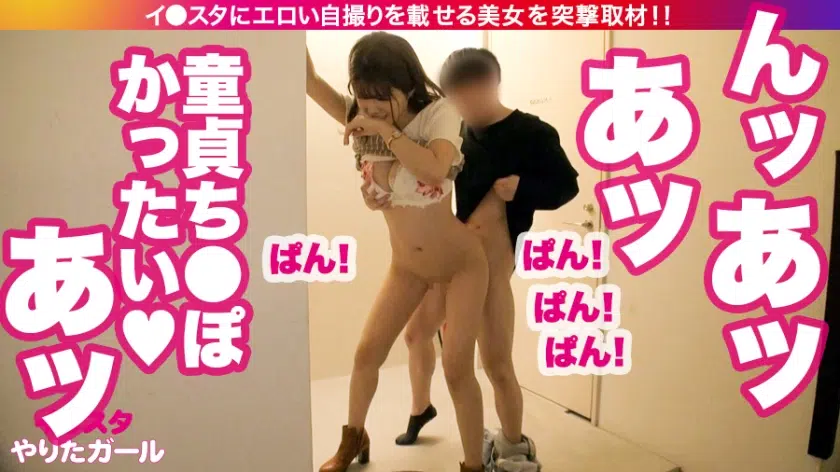 イ●スタにエロい自撮りを載せる美女を突撃取材!!
んッあッ
あッ
童貞ち●ぽ
かったい♥
あッ
ぱん!
ぱん!
ぱん!
ぱん!
スタ
やりたガール